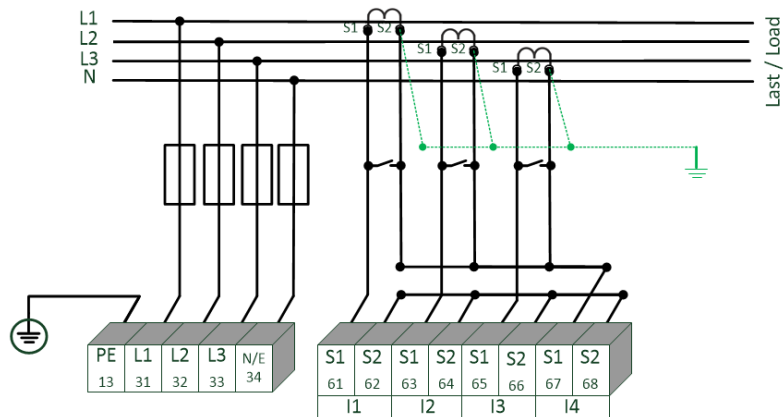 L1
L2
L3
N
S1 S2
S1 S2
S1 S2
Last / Load
PE L1 L2 L3 N/E
13 31 32 33 34
S1 S2 S1 S2 S1 S2 S1 S2
61 62 63 64 65 66 67 68
I1 I2 I3 I4